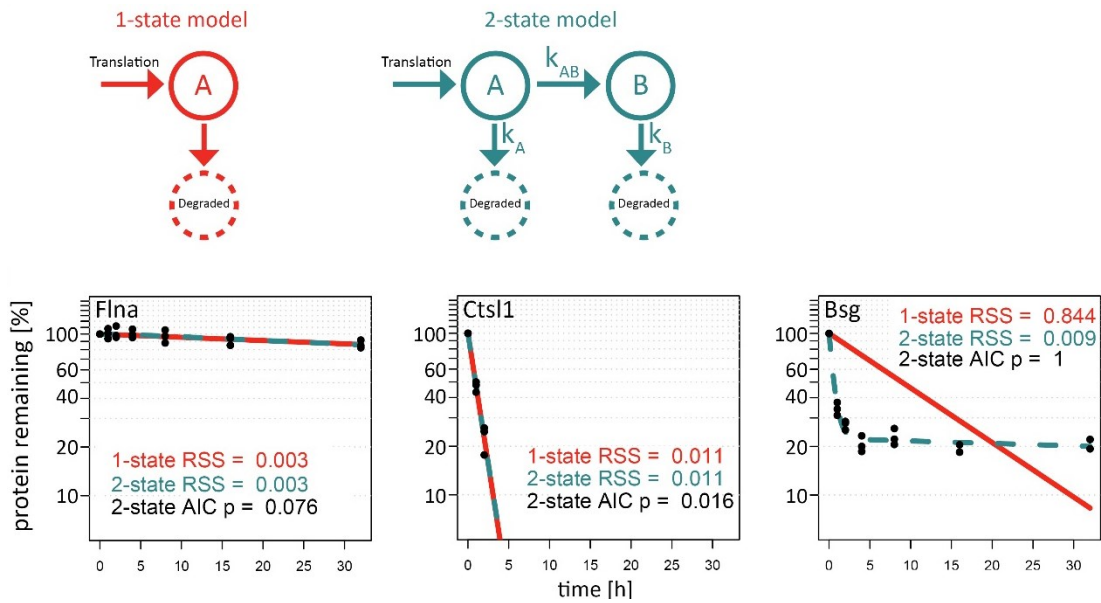 1-state model
2-state model
Translation
A
Degraded
Translation
A
k_AB
B
k_A
k_B
Degraded
Degraded
protein remaining [%]
Flna
100
60
40
20
10
1-state RSS = 0.003
2-state RSS = 0.003
2-state AIC p = 0.076
0 5 10 15 20 25 30
Ctsl1
100
60
40
20
10
1-state RSS = 0.011
2-state RSS = 0.011
2-state AIC p = 0.016
0 5 10 15 20 25 30
Bsg
1-state RSS = 0.844
2-state RSS = 0.009
2-state AIC p = 1
100
60
40
20
10
0 5 10 15 20 25 30
time [h]